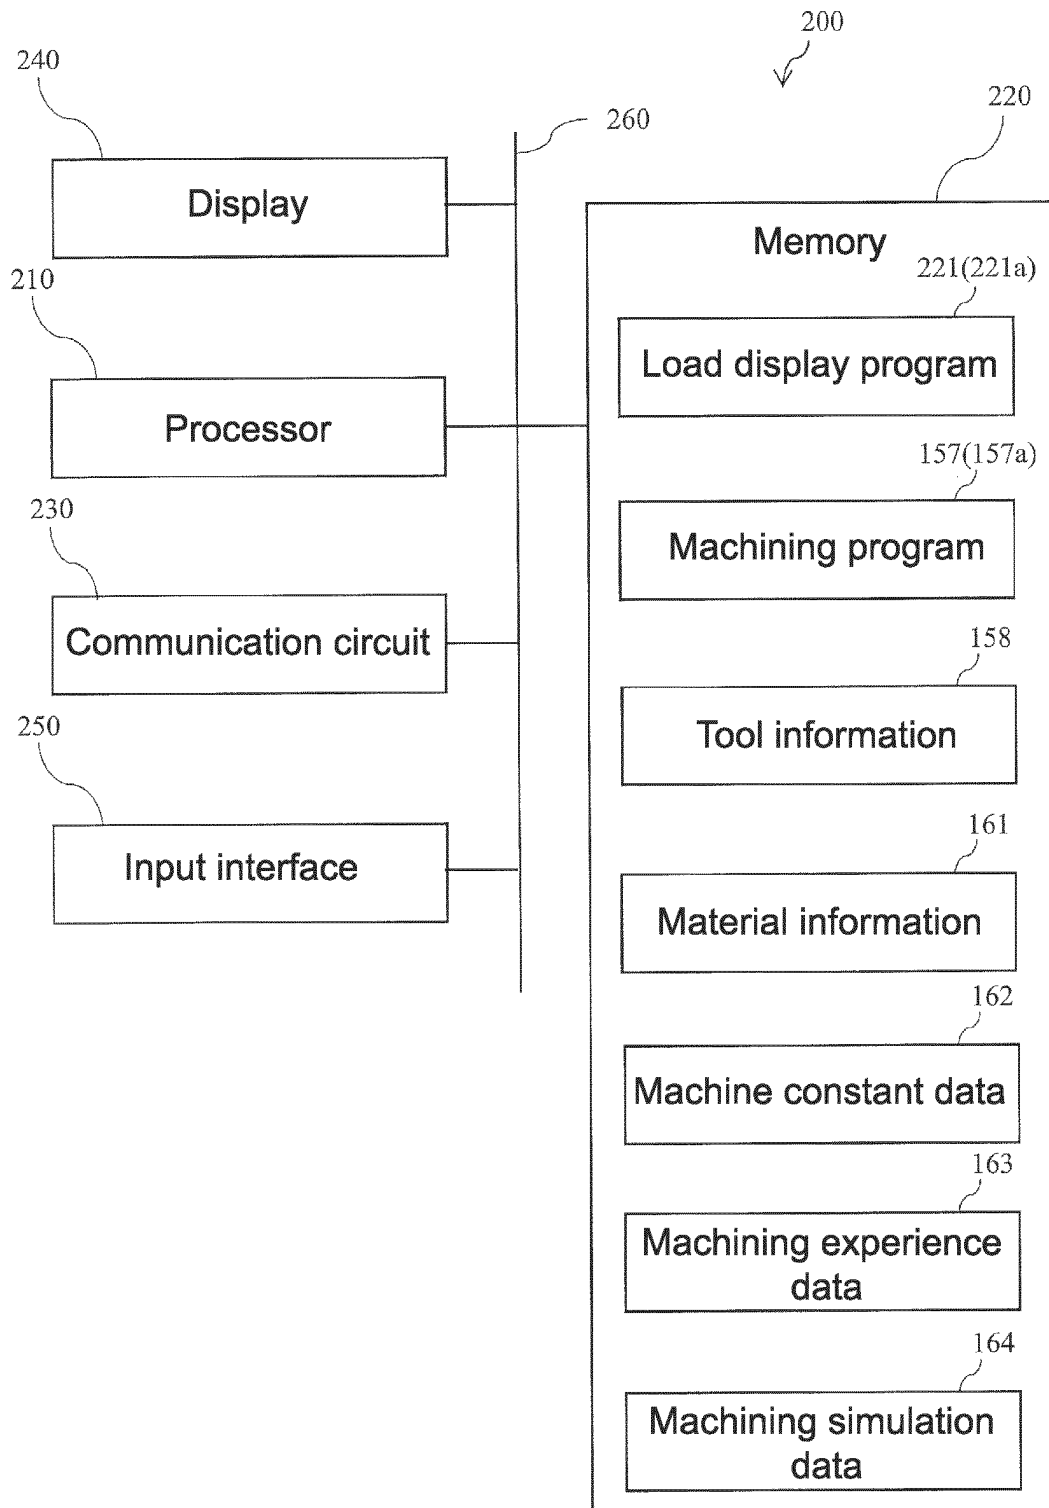 200
240
260
220
Display
Memory
210
221(221a)
Load display program
Processor
157(157a)
230
Machining program
Communication circuit
158
250
Tool information
161
Input interface
Material information
162
Machine constant data
163
Machining experience
data
164
Machining simulation
data